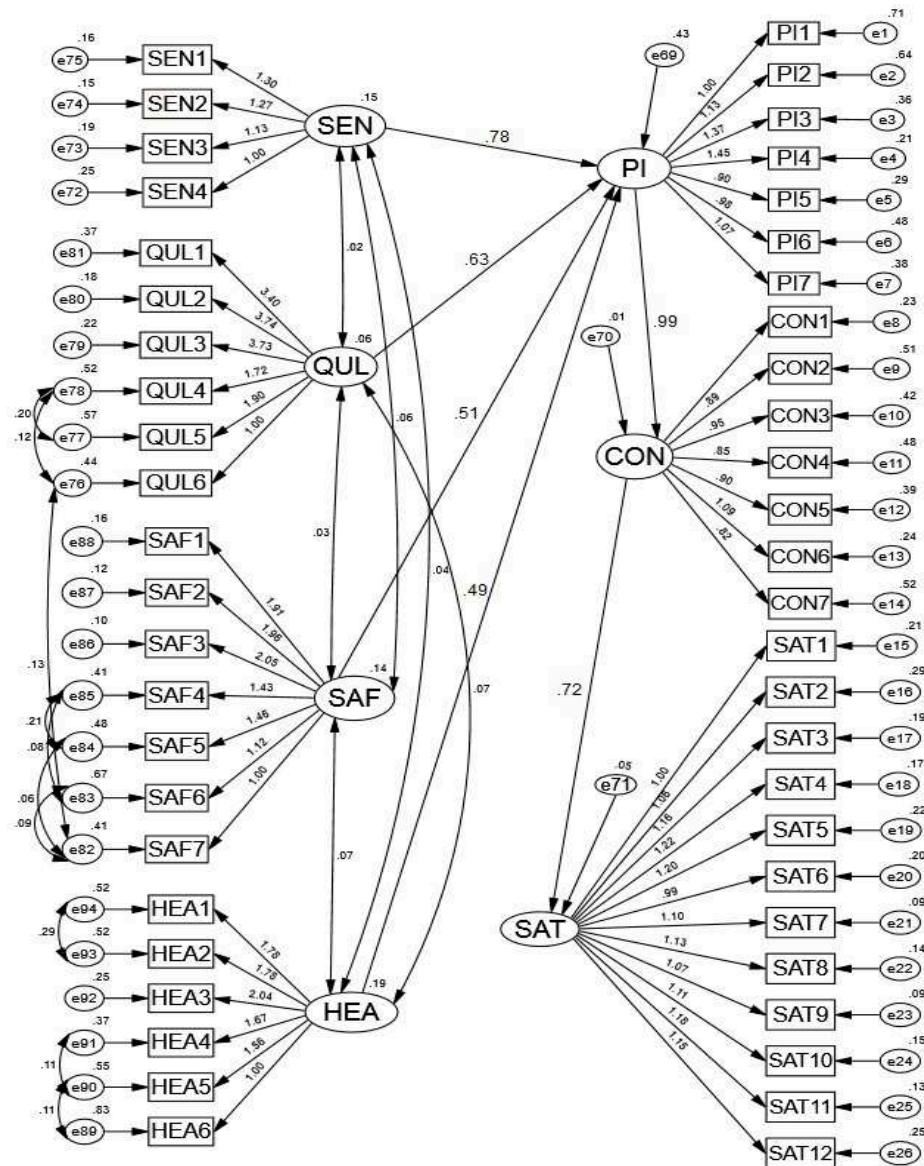 .16
e75
SEN1
1.30
.15
e74
SEN2
1.27
.19
e73
SEN3
1.13
.25
e72
SEN4
1.00
.15
SEN
.78
.02
.37
e81
QUL1
3.40
.18
e80
QUL2
3.74
.22
e79
QUL3
3.73
.52
e78
QUL4
1.72
.57
e77
QUL5
1.90
.44
e76
QUL6
1.00
.20
.12
.06
QUL
.63
.06
.03
.04
.51
.49
.07
.16
e88
SAF1
1.91
.12
e87
SAF2
1.96
.10
e86
SAF3
2.05
.41
e85
SAF4
1.43
.48
e84
SAF5
1.46
.67
e83
SAF6
1.12
.41
e82
SAF7
1.00
.13
.21
.08
.06
.09
.14
SAF
.07
.52
e94
HEA1
1.78
.52
e93
HEA2
1.78
.25
e92
HEA3
2.04
.37
e91
HEA4
1.67
.55
e90
HEA5
1.56
.83
e89
HEA6
1.00
.29
.11
.11
.19
HEA
.43
e69
PI
.71
PI1
e1
1.00
.64
PI2
e2
1.13
.36
PI3
e3
1.37
.21
PI4
e4
1.45
.29
PI5
e5
.90
.48
PI6
e6
.38
PI7
e7
1.07
.99
.01
e70
CON
.23
CON1
e8
.51
CON2
e9
.89
.42
CON3
e10
.95
.48
CON4
e11
.85
.39
CON5
e12
.90
.24
CON6
e13
1.09
.52
CON7
e14
.82
.72
.05
e71
SAT
.21
SAT1
e15
1.00
.29
SAT2
e16
.19
SAT3
e17
1.16
.17
SAT4
e18
1.22
.22
SAT5
e19
1.20
.20
SAT6
e20
.99
.09
SAT7
e21
1.10
.14
SAT8
e22
1.13
.09
SAT9
e23
1.07
.15
SAT10
e24
1.11
.13
SAT11
e25
1.18
.25
SAT12
e26
1.15